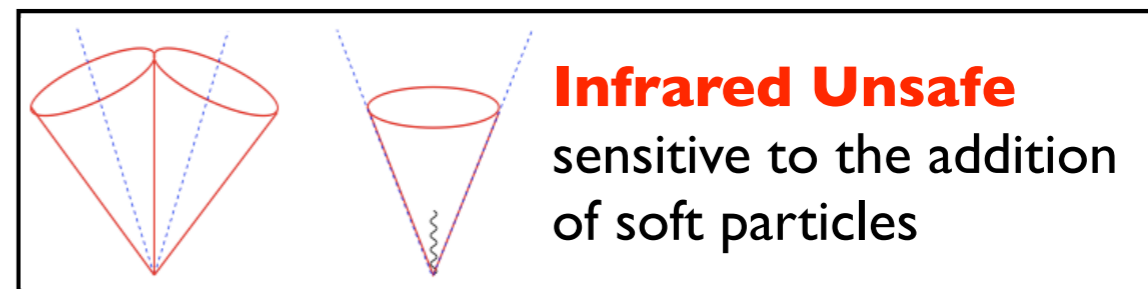 Infrared Unsafe
sensitive to the addition
of soft particles